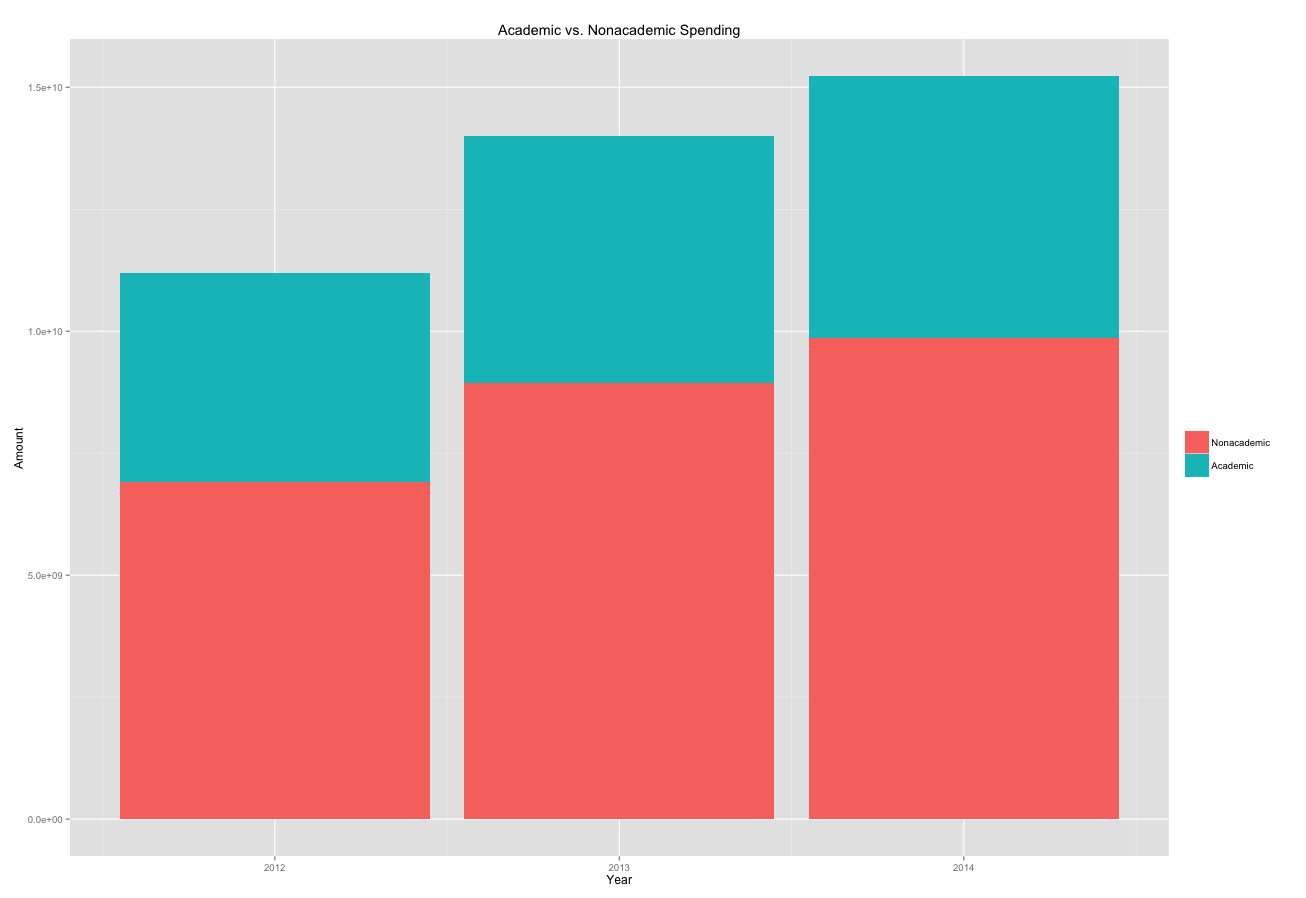 Academic vs. Nonacademic Spending
1.5e+10
1.0e+10
5.0e+09
0.0e+00
Amount
2012
2013
2014
Year
Nonacademic
Academic